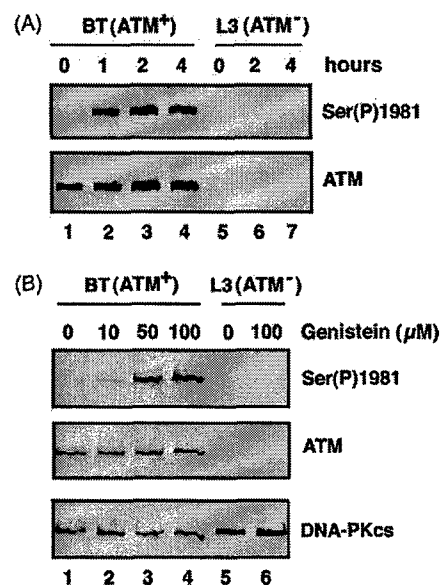 (A) BT(ATM+) L3(ATM-)
0 1 2 4 0 2 4 hours
Ser(P)1981
ATM
1 2 3 4 5 6 7
(B) BT(ATM+) L3(ATM-)
0 10 50 100 0 100 Genistein (µM)
Ser(P)1981
ATM
DNA-PKcs
1 2 3 4 5 6